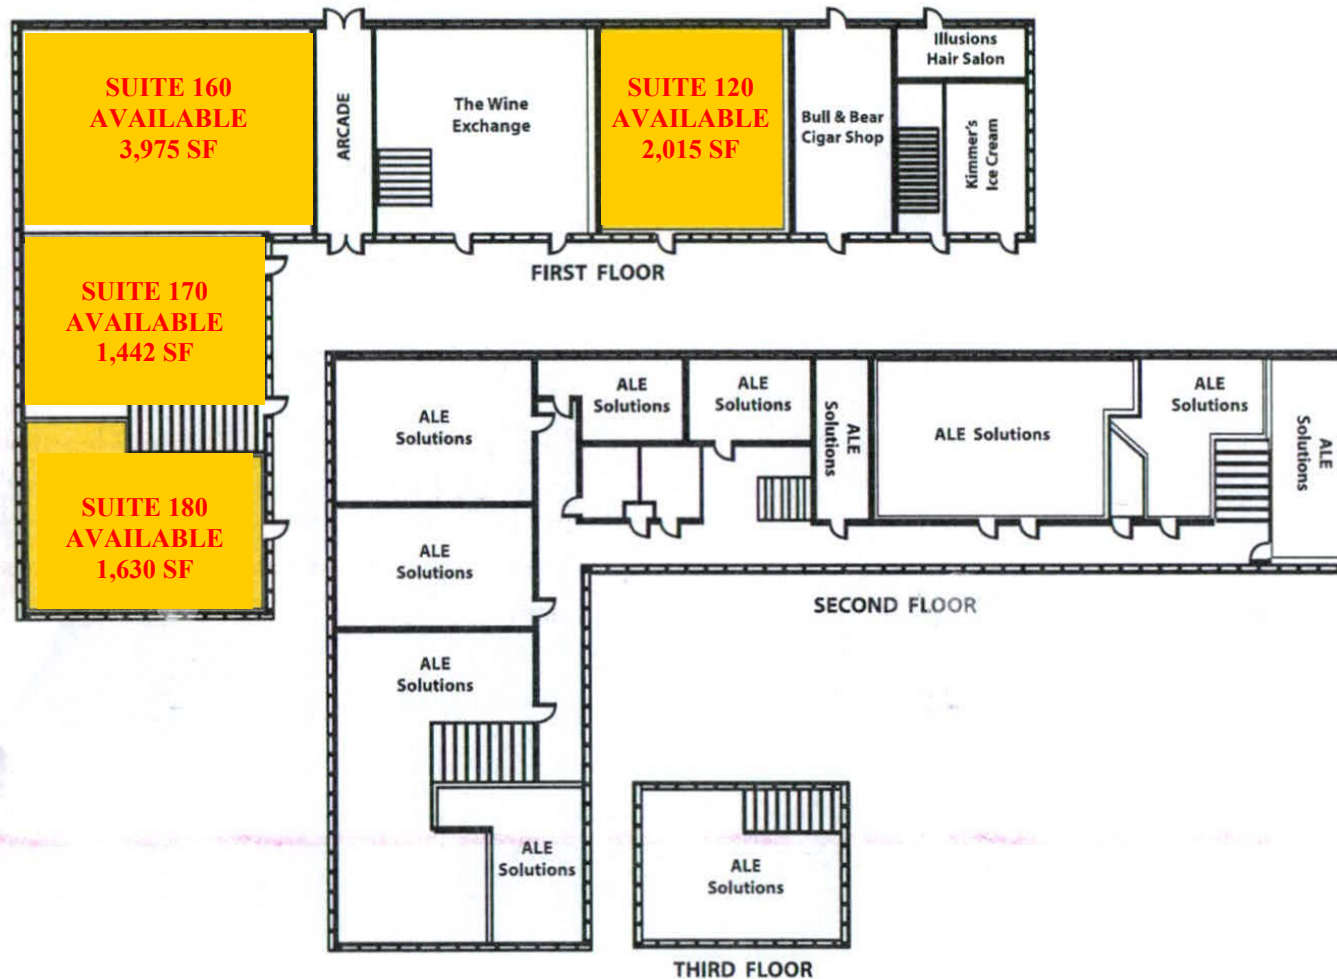 SUITE 160
AVAILABLE
3,975 SF
ARCADE
The Wine
Exchange
SUITE 120
AVAILABLE
2,015 SF
Bull & Bear
Cigar Shop
Illusions
Hair Salon
Kimmer's
Ice Cream
FIRST FLOOR
SUITE 170
AVAILABLE
1,442 SF
SUITE 180
AVAILABLE
1,630 SF
ALE
Solutions
ALE
Solutions
ALE
Solutions
ALE
Solutions
ALE Solutions
ALE
Solutions
ALE
Solutions
ALE
Solutions
ALE
Solutions
ALE
Solutions
SECOND FLOOR
ALE
Solutions
THIRD FLOOR